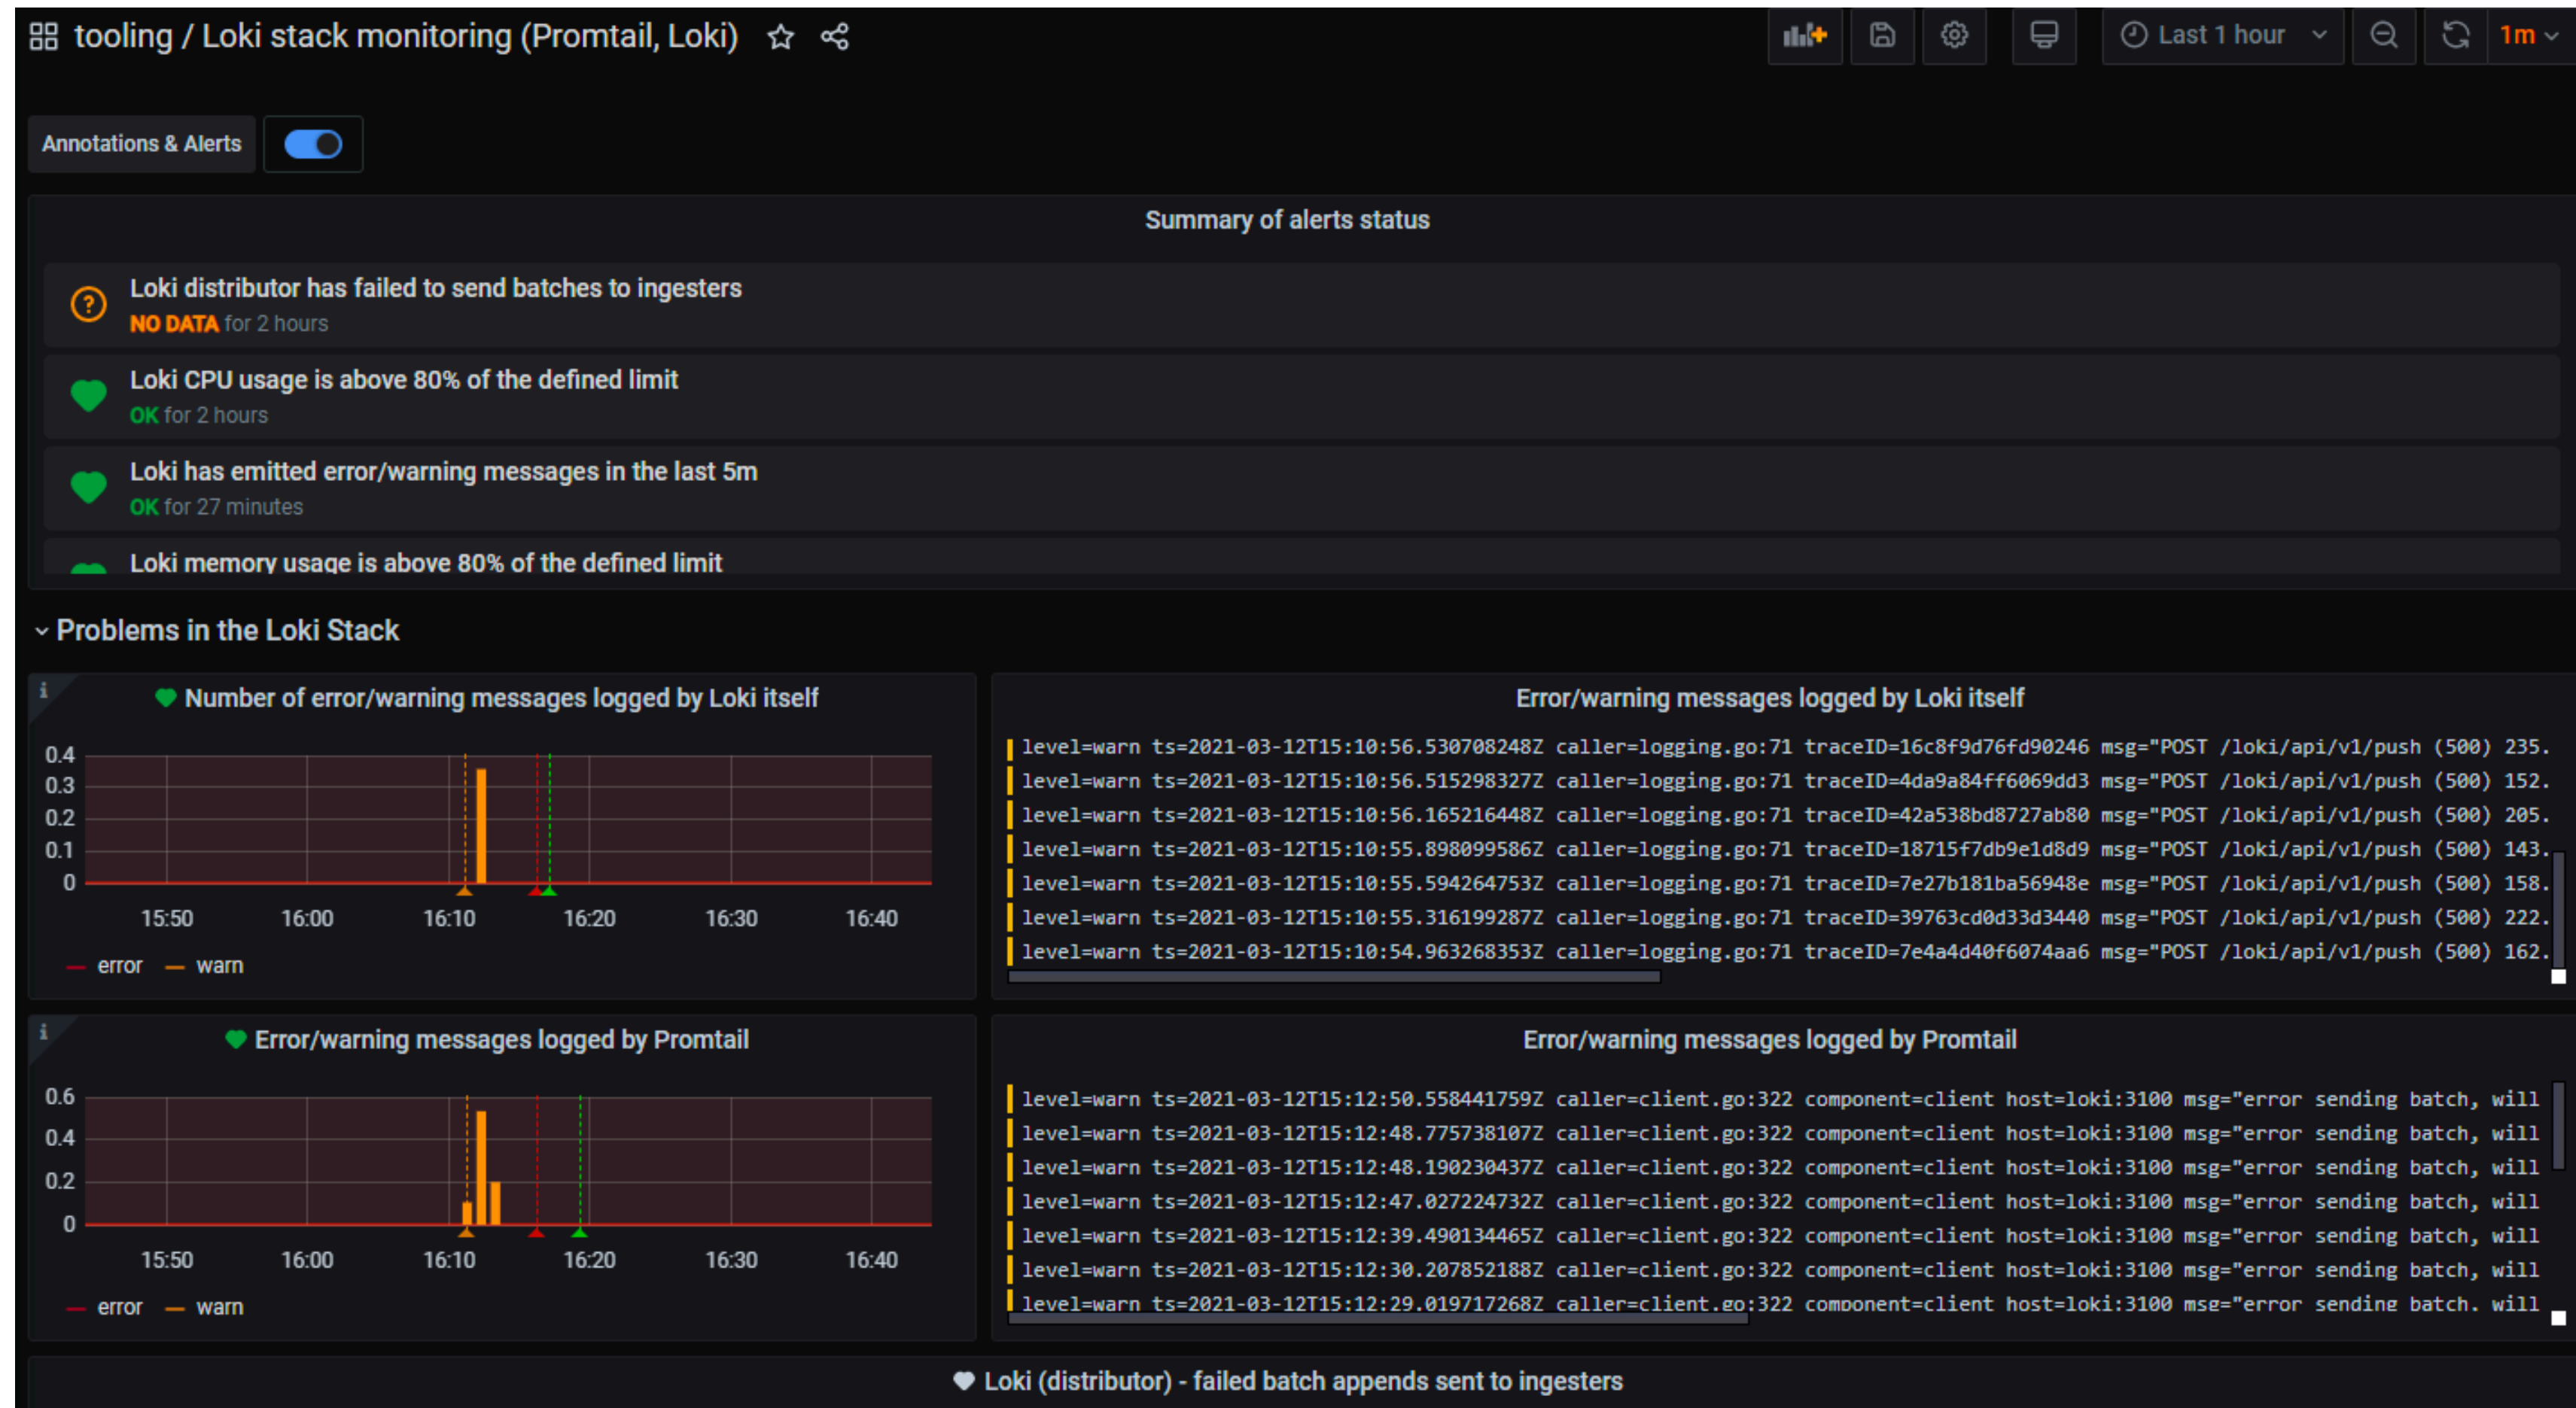 tooling / Loki stack monitoring (Promtail, Loki)
Last 1 hour
1m
Annotations & Alerts
Summary of alerts status
Loki distributor has failed to send batches to ingesters
NO DATA for 2 hours
Loki CPU usage is above 80% of the defined limit
OK for 2 hours
Loki has emitted error/warning messages in the last 5m
OK for 27 minutes
Loki memory usage is above 80% of the defined limit
Problems in the Loki Stack
i
Number of error/warning messages logged by Loki itself
0.4
0.3
0.2
0.1
0
15:50 16:00 16:10 16:20 16:30 16:40
error warn
Error/warning messages logged by Loki itself
level=warn ts=2021-03-12T15:10:56.530708248Z caller=logging.go:71 traceID=16c8f9d76fd90246 msg="POST /loki/api/v1/push (500) 235.
level=warn ts=2021-03-12T15:10:56.515298327Z caller=logging.go:71 traceID=4da9a84ff6069dd3 msg="POST /loki/api/v1/push (500) 152.
level=warn ts=2021-03-12T15:10:56.165216448Z caller=logging.go:71 traceID=42a538bd8727ab80 msg="POST /loki/api/v1/push (500) 205.
level=warn ts=2021-03-12T15:10:55.898099586Z caller=logging.go:71 traceID=18715f7db9e1d8d9 msg="POST /loki/api/v1/push (500) 143.
level=warn ts=2021-03-12T15:10:55.594264753Z caller=logging.go:71 traceID=7e27b181ba56948e msg="POST /loki/api/v1/push (500) 158.
level=warn ts=2021-03-12T15:10:55.316199287Z caller=logging.go:71 traceID=39763cd0d33d3440 msg="POST /loki/api/v1/push (500) 222.
level=warn ts=2021-03-12T15:10:54.963268353Z caller=logging.go:71 traceID=7e4a4d40f6074aa6 msg="POST /loki/api/v1/push (500) 162.
i
Error/warning messages logged by Promtail
0.6
0.4
0.2
0
15:50 16:00 16:10 16:20 16:30 16:40
error warn
Error/warning messages logged by Promtail
level=warn ts=2021-03-12T15:12:50.558441759Z caller=client.go:322 component=client host=loki:3100 msg="error sending batch, will
level=warn ts=2021-03-12T15:12:48.775738107Z caller=client.go:322 component=client host=loki:3100 msg="error sending batch, will
level=warn ts=2021-03-12T15:12:48.190230437Z caller=client.go:322 component=client host=loki:3100 msg="error sending batch, will
level=warn ts=2021-03-12T15:12:47.027224732Z caller=client.go:322 component=client host=loki:3100 msg="error sending batch, will
level=warn ts=2021-03-12T15:12:39.490134465Z caller=client.go:322 component=client host=loki:3100 msg="error sending batch, will
level=warn ts=2021-03-12T15:12:30.207852188Z caller=client.go:322 component=client host=loki:3100 msg="error sending batch, will
level=warn ts=2021-03-12T15:12:29.019717268Z caller=client.go:322 component=client host=loki:3100 msg="error sending batch, will
Loki (distributor) - failed batch appends sent to ingesters